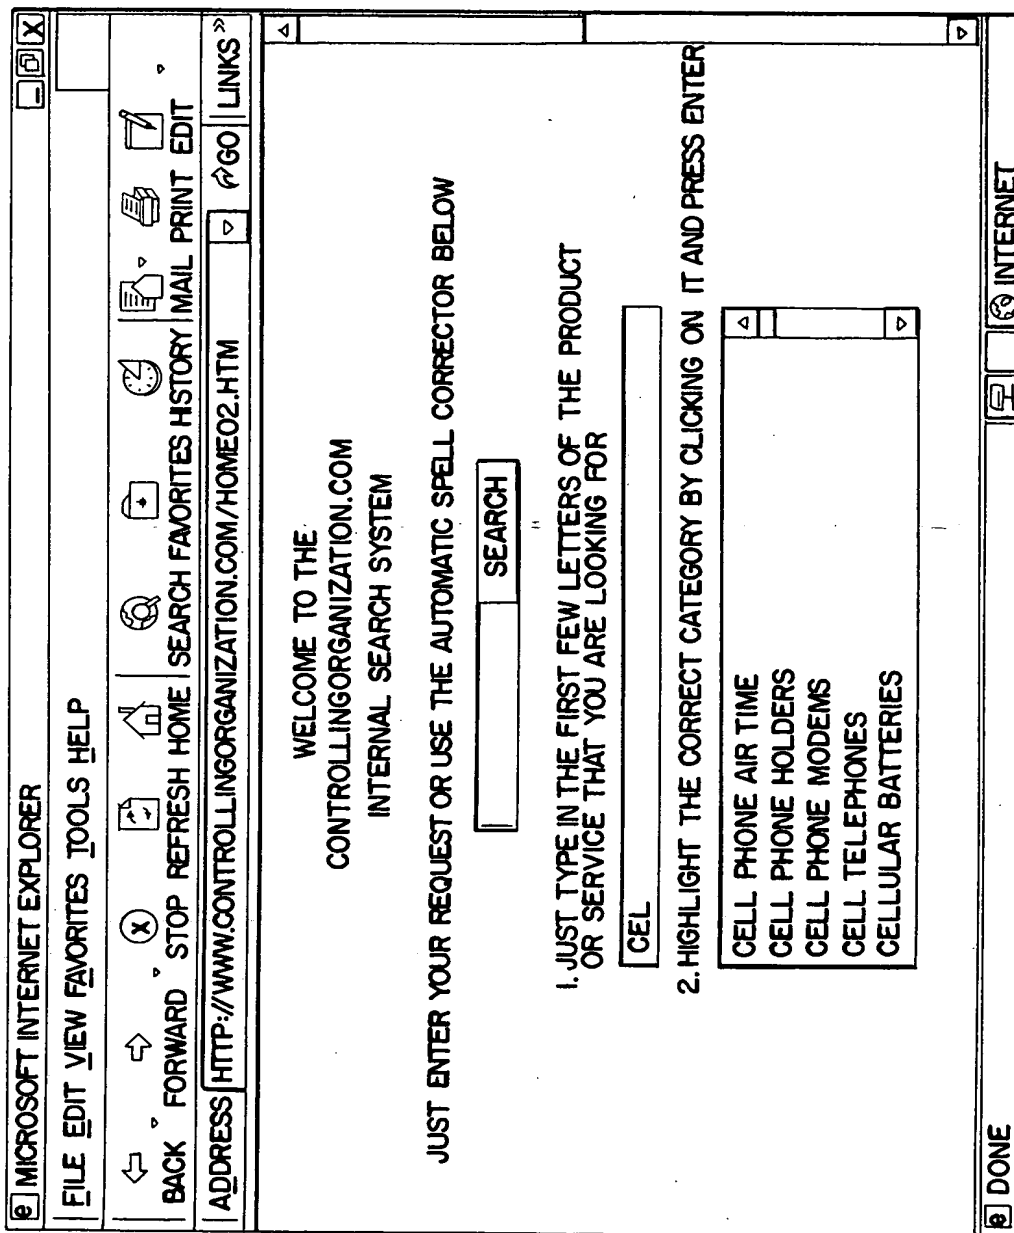 MICROSOFT INTERNET EXPLORER
FILE EDIT VIEW FAVORITES TOOLS HELP
BACK FORWARD STOP REFRESH HOME SEARCH FAVORITES HISTORY MAIL PRINT EDIT
ADDRESS HTTP://WWW.CONTROLLINGORGANIZATION.COM/HOME02.HTM GO LINKS »
WELCOME TO THE
CONTROLLINGORGANIZATION.COM
INTERNAL SEARCH SYSTEM
JUST ENTER YOUR REQUEST OR USE THE AUTOMATIC SPELL CORRECTOR BELOW
SEARCH
1. JUST TYPE IN THE FIRST FEW LETTERS OF THE PRODUCT
OR SERVICE THAT YOU ARE LOOKING FOR
CEL
2. HIGHLIGHT THE CORRECT CATEGORY BY CLICKING ON IT AND PRESS ENTER
CELL PHONE AIR TIME
CELL PHONE HOLDERS
CELL PHONE MODEMS
CELL TELEPHONES
CELLULAR BATTERIES
DONE INTERNET